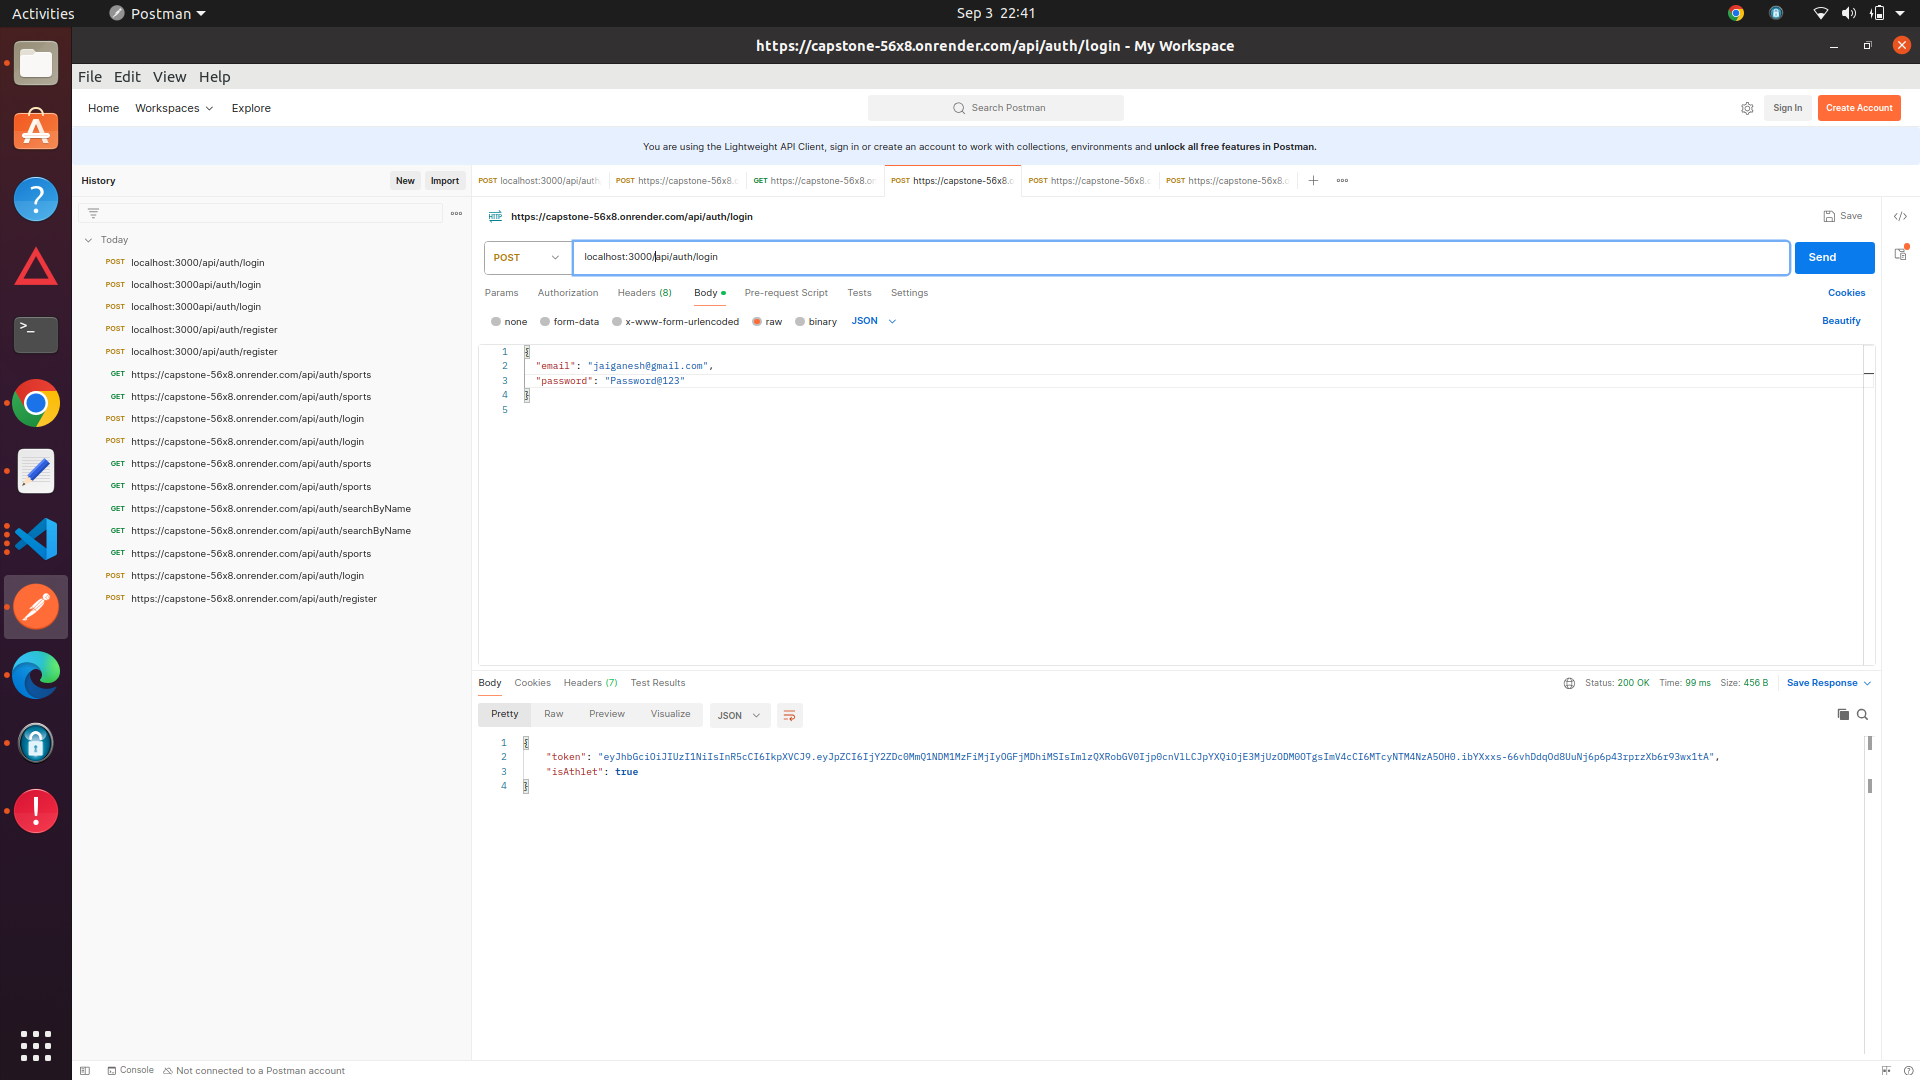 Activities
Postman
Sep 3 22:41
https://capstone-56x8.onrender.com/api/auth/login - My Workspace
File Edit View Help
Home Workspaces Explore
Search Postman
Sign In
Create Account
You are using the Lightweight API Client, sign in or create an account to work with collections, environments and unlock all free features in Postman.
History
New
Import
POST localhost:3000/api/auth
POST https://capstone-56x8.
GET https://capstone-56x8.on
POST https://capstone-56x8.o
POST https://capstone-56x8.
POST https://capstone-56x8.
HTTP https://capstone-56x8.onrender.com/api/auth/login
Save
Today
POST localhost:3000/api/auth/login
POST localhost:3000api/auth/login
POST localhost:3000api/auth/login
POST localhost:3000/api/auth/register
POST localhost:3000/api/auth/register
GET https://capstone-56x8.onrender.com/api/auth/sports
GET https://capstone-56x8.onrender.com/api/auth/sports
POST https://capstone-56x8.onrender.com/api/auth/login
POST https://capstone-56x8.onrender.com/api/auth/login
GET https://capstone-56x8.onrender.com/api/auth/sports
GET https://capstone-56x8.onrender.com/api/auth/sports
GET https://capstone-56x8.onrender.com/api/auth/searchByName
GET https://capstone-56x8.onrender.com/api/auth/searchByName
GET https://capstone-56x8.onrender.com/api/auth/sports
POST https://capstone-56x8.onrender.com/api/auth/login
POST https://capstone-56x8.onrender.com/api/auth/register
POST
localhost:3000/api/auth/login
Send
Params Authorization Headers (8) Body Pre-request Script Tests Settings
Cookies
none form-data x-www-form-urlencoded raw binary JSON
Beautify
1 {
2 "email": "jaiganesh@gmail.com",
3 "password": "Password@123"
4 }
5
Body Cookies Headers (7) Test Results
Status: 200 OK Time: 99 ms Size: 456 B
Save Response
Pretty Raw Preview Visualize JSON
1 {
2 "token":
3 "isAthlet": true
4 }
Console
Not connected to a Postman account